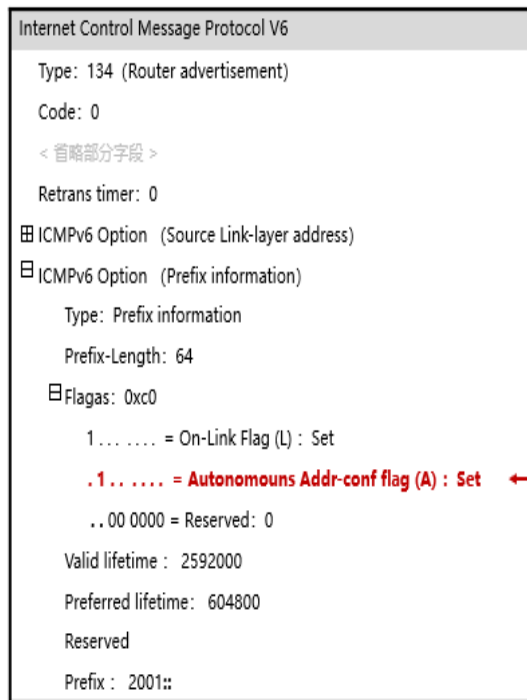 Internet Control Message Protocol V6
Type: 134 (Router advertisement)
Code: 0
< 省略部分字段 >
Retrans timer: 0
ICMPv6 Option (Source Link-layer address)
ICMPv6 Option (Prefix information)
Type: Prefix information
Prefix-Length: 64
Flagas: 0xc0
1... .... = On-Link Flag (L) : Set
.1.. .... = Autonomouns Addr-conf flag (A) : Set
..00 0000 = Reserved: 0
Valid lifetime : 2592000
Preferred lifetime: 604800
Reserved
Prefix : 2001::